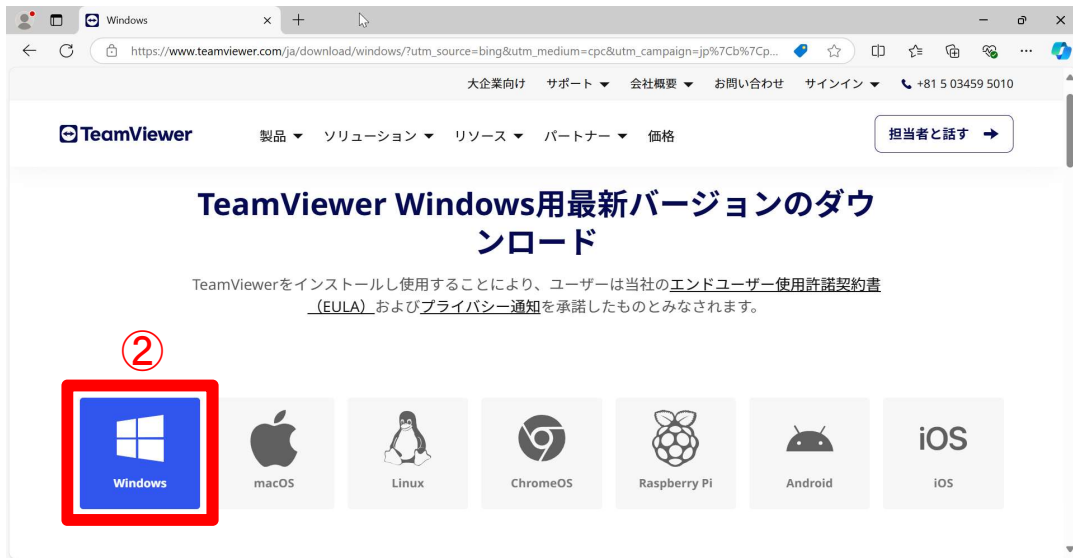 Windows
https://www.teamviewer.com/ja/download/windows/?utm_source=bing&utm_medium=cpc&utm_campaign=jp%7Cb%7Cp...
大企業向け サポート 会社概要 お問い合わせ サインイン +81 5 03459 5010
TeamViewer 製品 ソリューション リソース パートナー 価格 担当者と話す
TeamViewer Windows用最新バージョンのダウ
ンロード
TeamViewerをインストールし使用することにより、ユーザーは当社のエンドユーザー使用許諾契約書
（EULA）およびプライバシー通知を承諾したものとみなされます。
②
iOS
Windows macOS Linux ChromeOS Raspberry Pi Android iOS